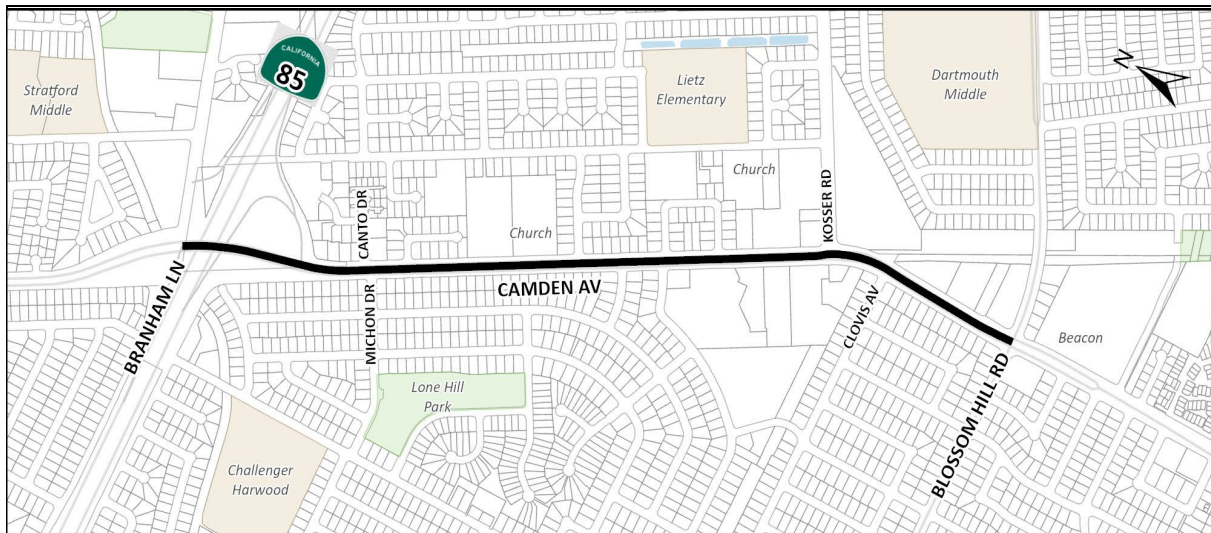 CALIFORNIA
85
N
Stratford
Middle
Lietz
Elementary
Dartmouth
Middle
Church
CANTO DR
KOSSER RD
Church
BRANHAM LN
CAMDEN AV
MICHON DR
CLOVIS AV
Beacon
BLOSSOM HILL RD
Lone Hill
Park
Challenger
Harwood